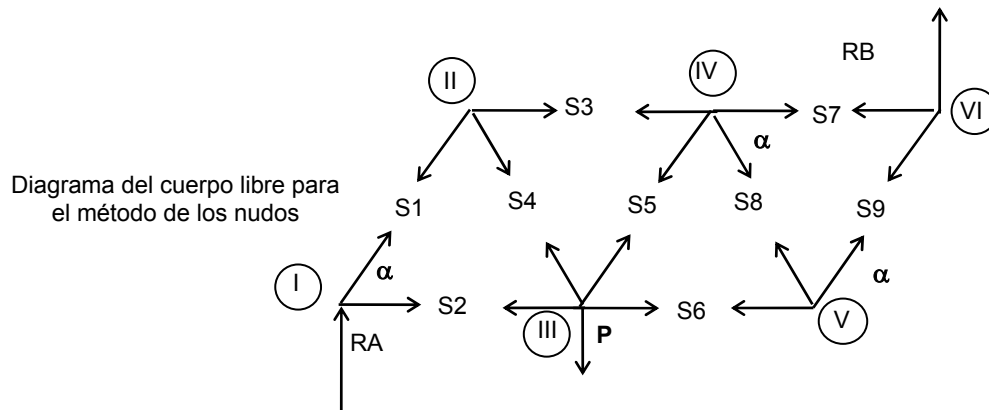 RB
II
IV
S3
S7
VI
α
Diagrama del cuerpo libre para
el método de los nudos
S1
S4
S5
S8
S9
I
α
α
S2
III
P
S6
V
RA